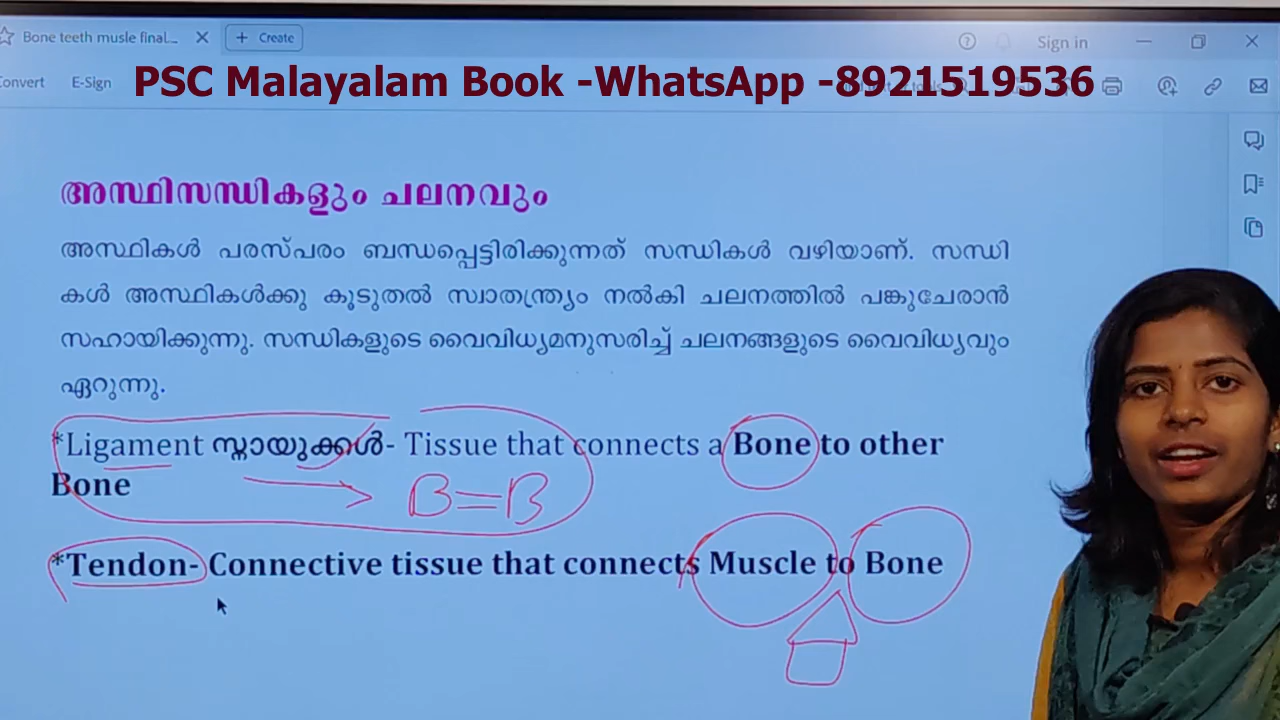 Bone teeth musle final...
Create
Sign in
onvert
E-Sign
PSC Malayalam Book -WhatsApp -8921519536
അസ്ഥിസന്ധികളും ചലനവും
അസ്ഥികൾ പരസ്പരം ബന്ധപ്പെട്ടിരിക്കുന്നത് സന്ധികൾ വഴിയാണ്. സന്ധി
കൾ അസ്ഥികൾക്കു കൂടുതൽ സ്വാതന്ത്ര്യം നൽകി ചലനത്തിൽ പങ്കുചേരാൻ
സഹായിക്കുന്നു. സന്ധികളുടെ വൈവിധ്യമനുസരിച്ച് ചലനങ്ങളുടെ വൈവിധ്യവും
ഏറുന്നു.
*Ligament സ്നായുക്കൾ- Tissue that connects a Bone to other
Bone
B=B
*Tendon- Connective tissue that connects Muscle to Bone